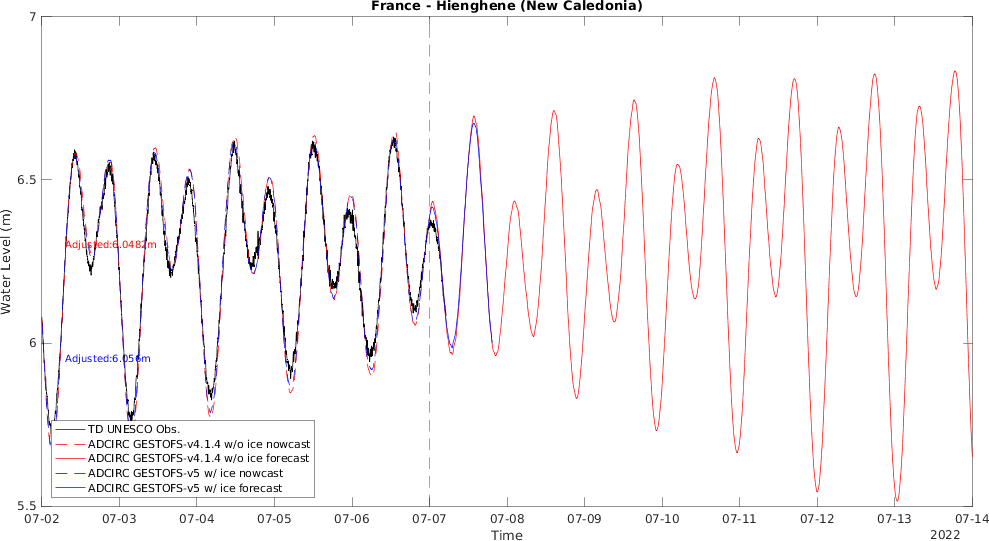 France - Hienghene (New Caledonia)
7
6.5
6
5.5
Water Level (m)
Adjusted:6.0482m
Adjusted:6.056m
TD UNESCO Obs.
ADCIRC GESTOFS-v4.1.4 w/o ice nowcast
ADCIRC GESTOFS-v4.1.4 w/o ice forecast
ADCIRC GESTOFS-v5 w/ ice nowcast
ADCIRC GESTOFS-v5 w/ ice forecast
07-02 07-03 07-04 07-05 07-06 07-07 07-08 07-09 07-10 07-11 07-12 07-13 07-14
Time
2022